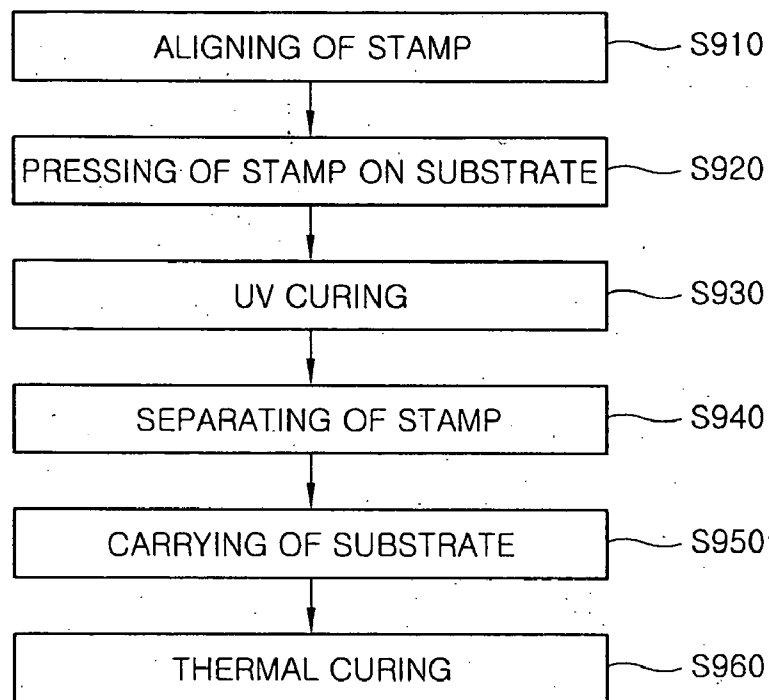 ALIGNING OF STAMP S910
PRESSING OF STAMP ON SUBSTRATE S920
UV CURING S930
SEPARATING OF STAMP S940
CARRYING OF SUBSTRATE S950
THERMAL CURING S960